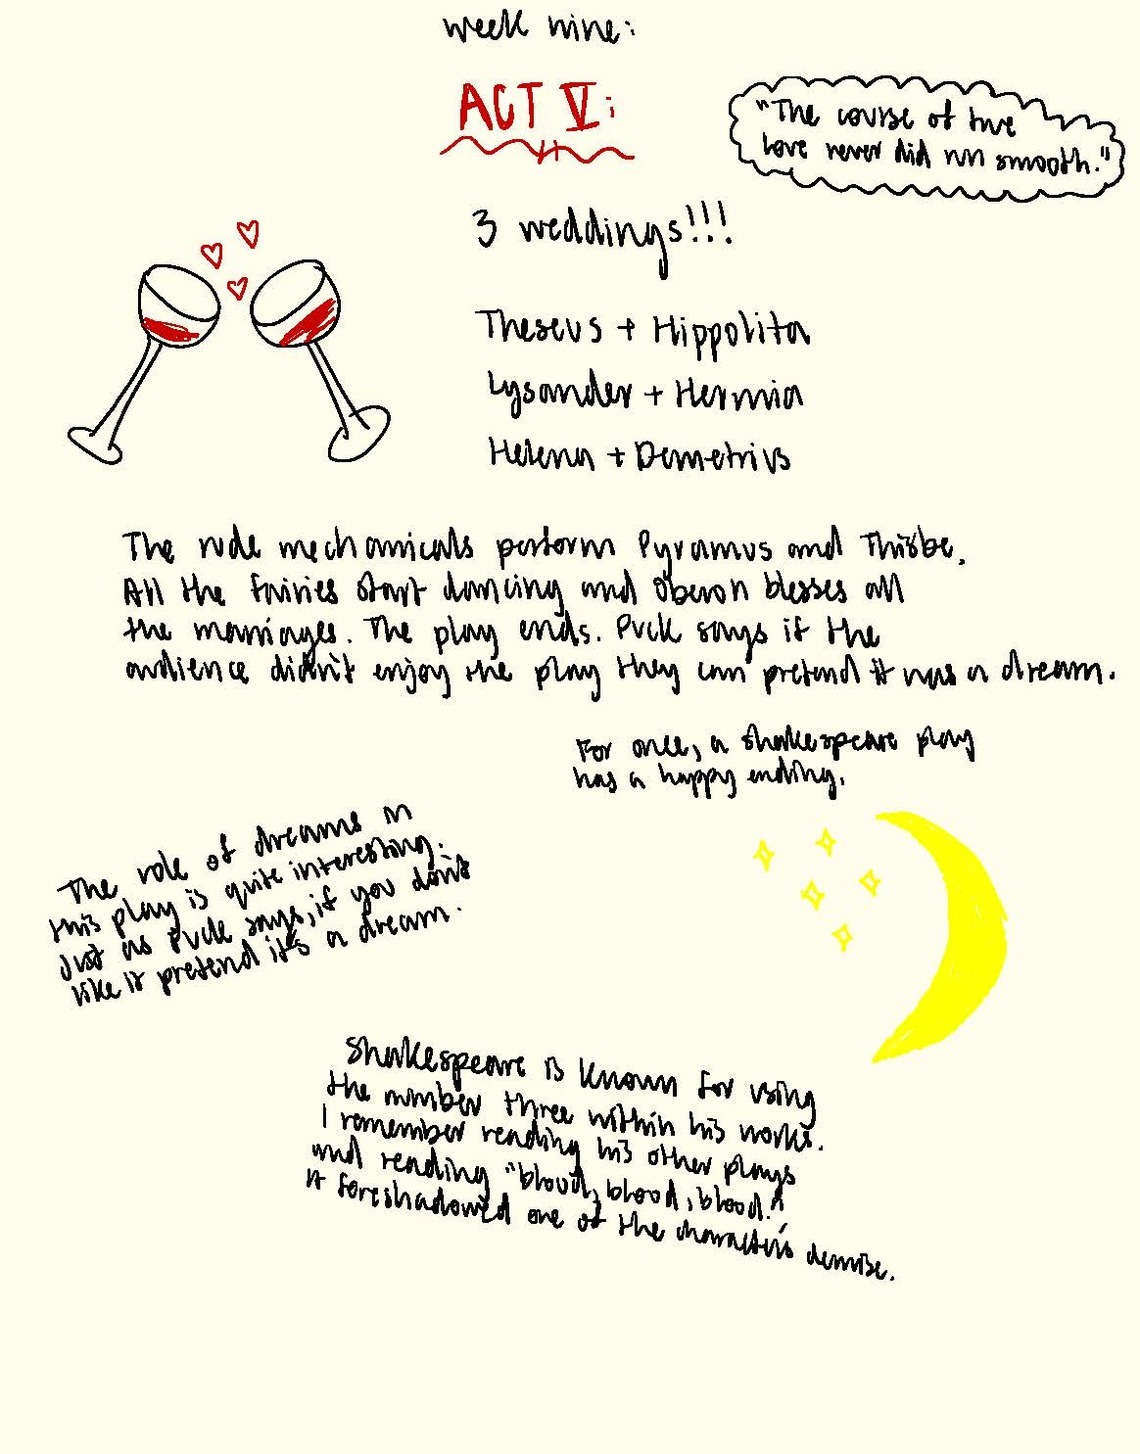 week nine:
ACT V:
"The course of true
love never did run smooth."
3 weddings!!!
Theseus + Hippolita
Lysander + Hermia
Helena + Demetrius
The rude mechanicals perform Pyramus and Thisbe.
All the fairies start dancing and Oberon blesses all
the marriages. The play ends. Puck says if the
audience didn't enjoy the play they can pretend it was a dream.
For once, a shakespeare play
has a happy ending.
The role of dreams in
this play is quite interesting.
Just as Puck says, if you don't
like it pretend it's a dream.
Shakespeare is known for using
the number three within his works.
I remember reading his other plays
and reading "blood, blood, blood."
It foreshadowed one of the character's demise.